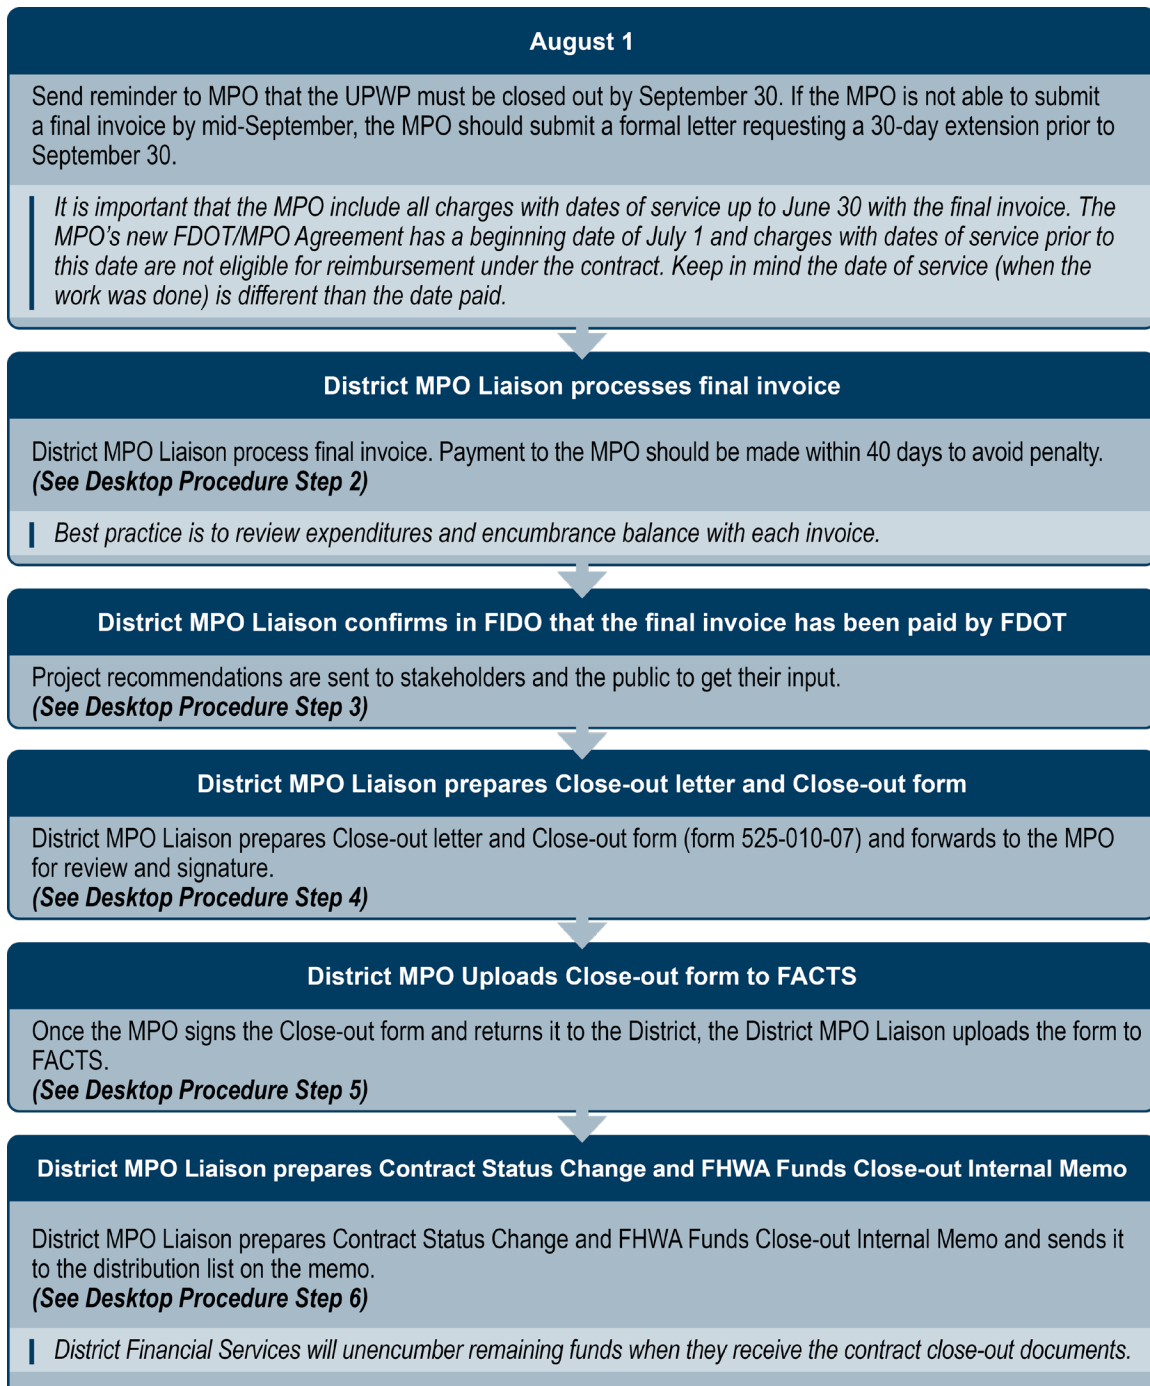 August 1
Send reminder to MPO that the UPWP must be closed out by September 30. If the MPO is not able to submit
a final invoice by mid-September, the MPO should submit a formal letter requesting a 30-day extension prior to
September 30.
It is important that the MPO include all charges with dates of service up to June 30 with the final invoice. The
MPO's new FDOT/MPO Agreement has a beginning date of July 1 and charges with dates of service prior to
this date are not eligible for reimbursement under the contract. Keep in mind the date of service (when the
work was done) is different than the date paid.
District MPO Liaison processes final invoice
District MPO Liaison process final invoice. Payment to the MPO should be made within 40 days to avoid penalty.
(See Desktop Procedure Step 2)
Best practice is to review expenditures and encumbrance balance with each invoice.
District MPO Liaison confirms in FIDO that the final invoice has been paid by FDOT
Project recommendations are sent to stakeholders and the public to get their input.
(See Desktop Procedure Step 3)
District MPO Liaison prepares Close-out letter and Close-out form
District MPO Liaison prepares Close-out letter and Close-out form (form 525-010-07) and forwards to the MPO
for review and signature.
(See Desktop Procedure Step 4)
District MPO Uploads Close-out form to FACTS
Once the MPO signs the Close-out form and returns it to the District, the District MPO Liaison uploads the form to
FACTS.
(See Desktop Procedure Step 5)
District MPO Liaison prepares Contract Status Change and FHWA Funds Close-out Internal Memo
District MPO Liaison prepares Contract Status Change and FHWA Funds Close-out Internal Memo and sends it
to the distribution list on the memo.
(See Desktop Procedure Step 6)
District Financial Services will unencumber remaining funds when they receive the contract close-out documents.